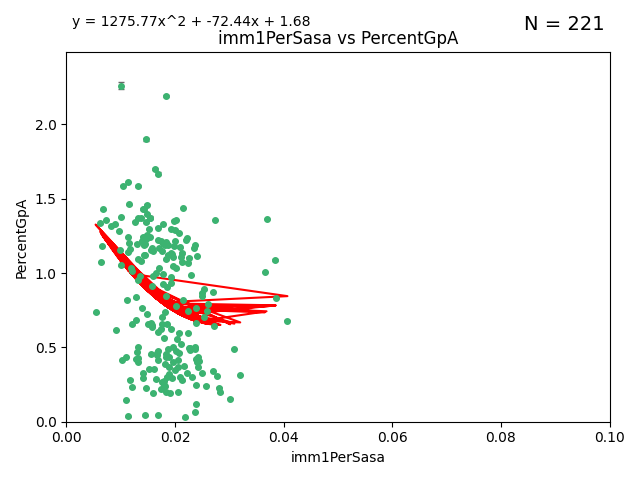 y = 1275.77x^2 + -72.44x + 1.68
N = 221
imm1PerSasa vs PercentGpA
PercentGpA
2.0
1.5
1.0
0.5
0.0
0.00 0.02 0.04 0.06 0.08 0.10
imm1PerSasa